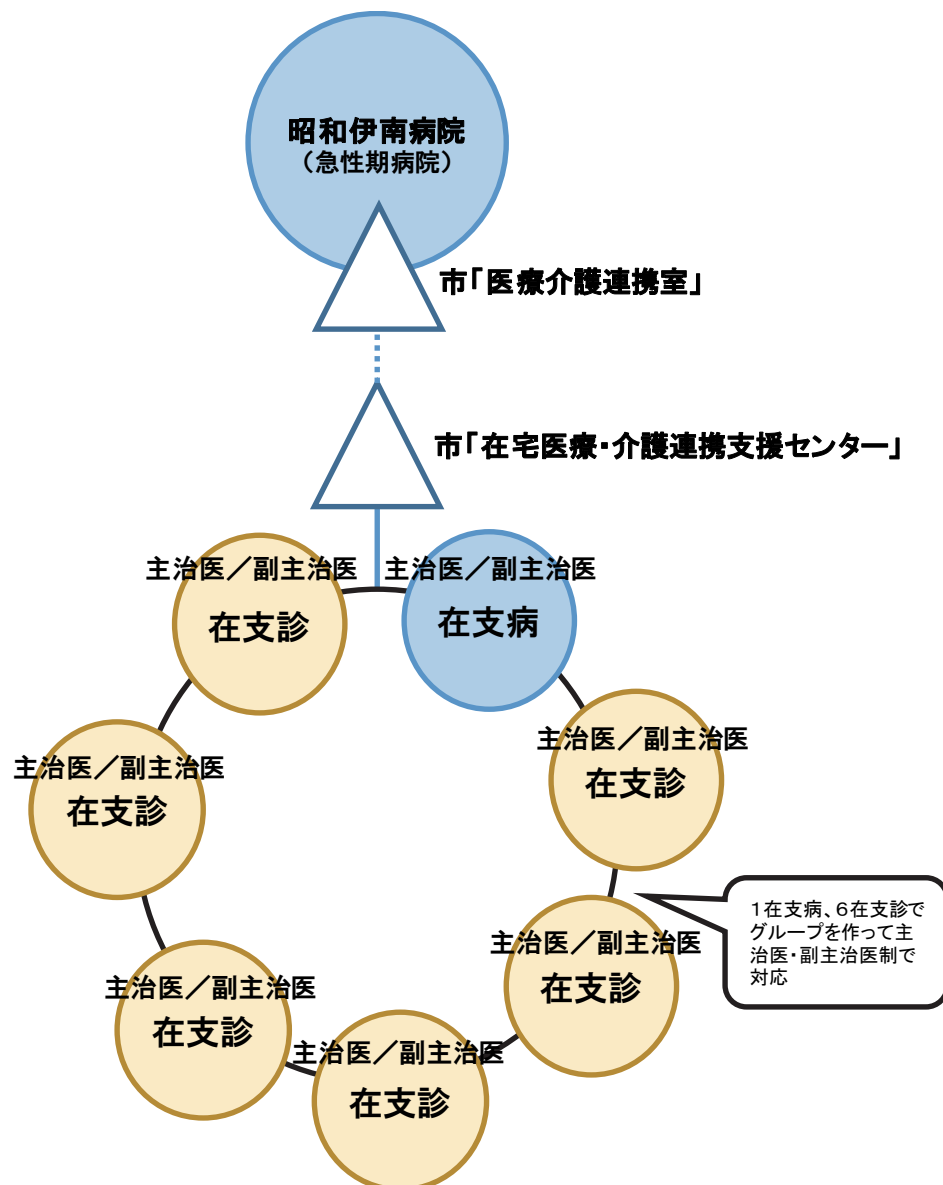 昭和伊南病院
（急性期病院）
市「医療介護連携室」
市「在宅医療・介護連携支援センター」
主治医／副主治医
在支診
主治医／副主治医
在支病
主治医／副主治医
在支診
主治医／副主治医
在支診
1在支病、6在支診で
グループを作って主
治医・副主治医制で
対応
主治医／副主治医
在支診
主治医／副主治医
在支診
主治医／副主治医
在支診